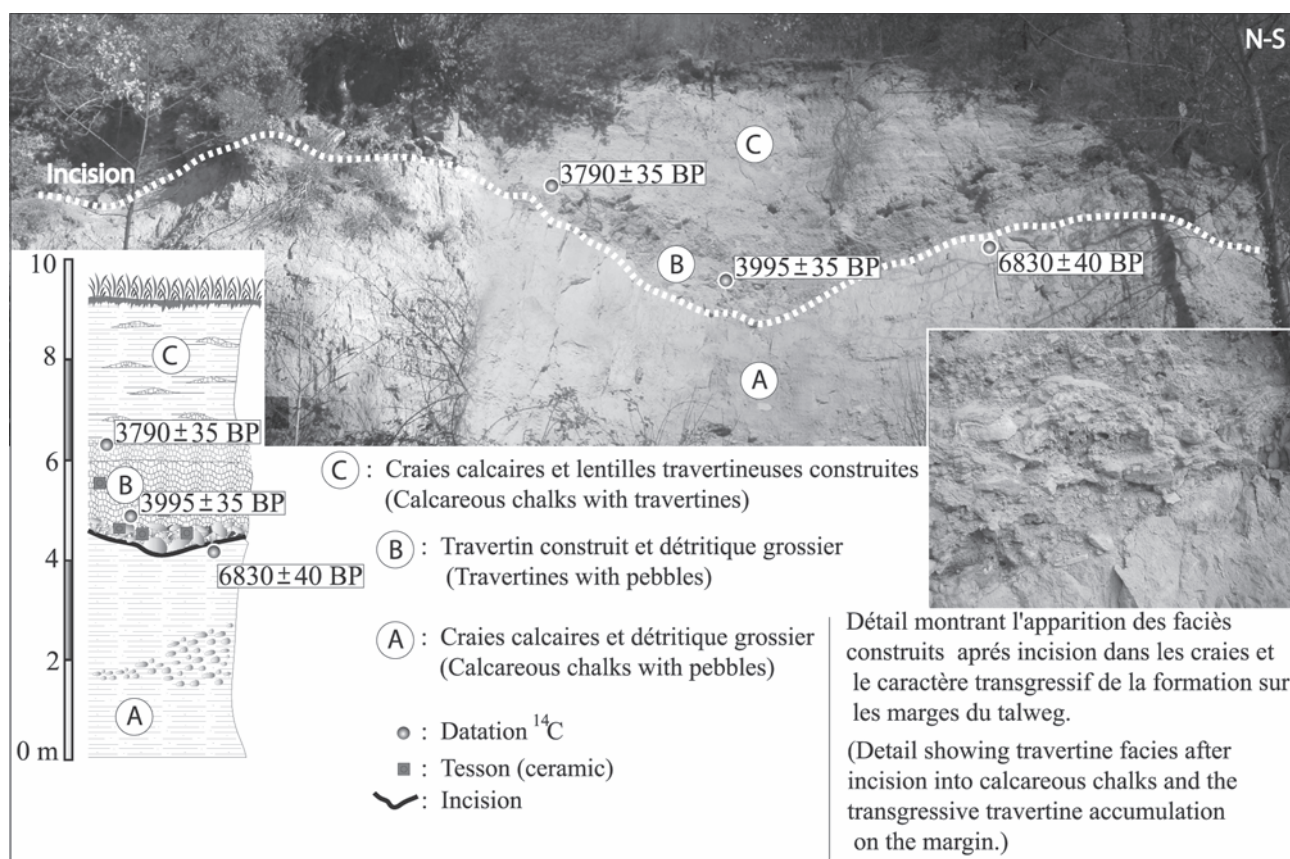 N-S
Incision
3790±35 BP
C
B
3995±35 BP
6830±40 BP
A
10
8
6
4
2
0 m
C
3790±35 BP
B
3995±35 BP
6830±40 BP
A
C : Craies calcaires et lentilles travertineuses construites
(Calcareous chalks with travertines)
B : Travertin construit et détritique grossier
(Travertines with pebbles)
A : Craies calcaires et détritique grossier
(Calcareous chalks with pebbles)
: Datation 14C
: Tesson (ceramic)
: Incision
Détail montrant l'apparition des faciès
construits aprés incision dans les craies et
le caractère transgressif de la formation sur
les marges du talweg.
(Detail showing travertine facies after
incision into calcareous chalks and the
transgressive travertine accumulation
on the margin.)